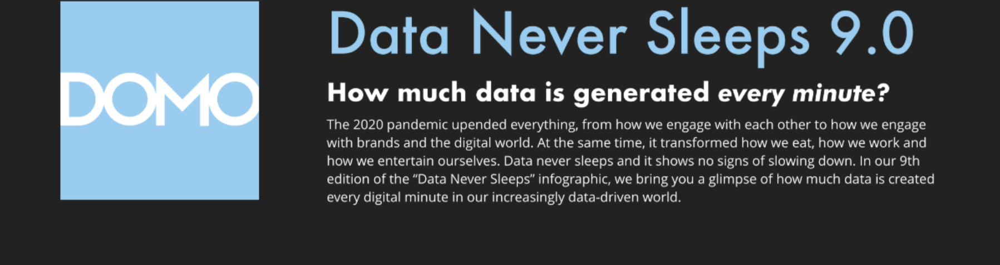 DOMO
Data Never Sleeps 9.0
How much data is generated every minute?
The 2020 pandemic upended everything, from how we engage with each other to how we engage
with brands and the digital world. At the same time, it transformed how we eat, how we work and
how we entertain ourselves. Data never sleeps and it shows no signs of slowing down. In our 9th
edition of the “Data Never Sleeps” infographic, we bring you a glimpse of how much data is created
every digital minute in our increasingly data-driven world.